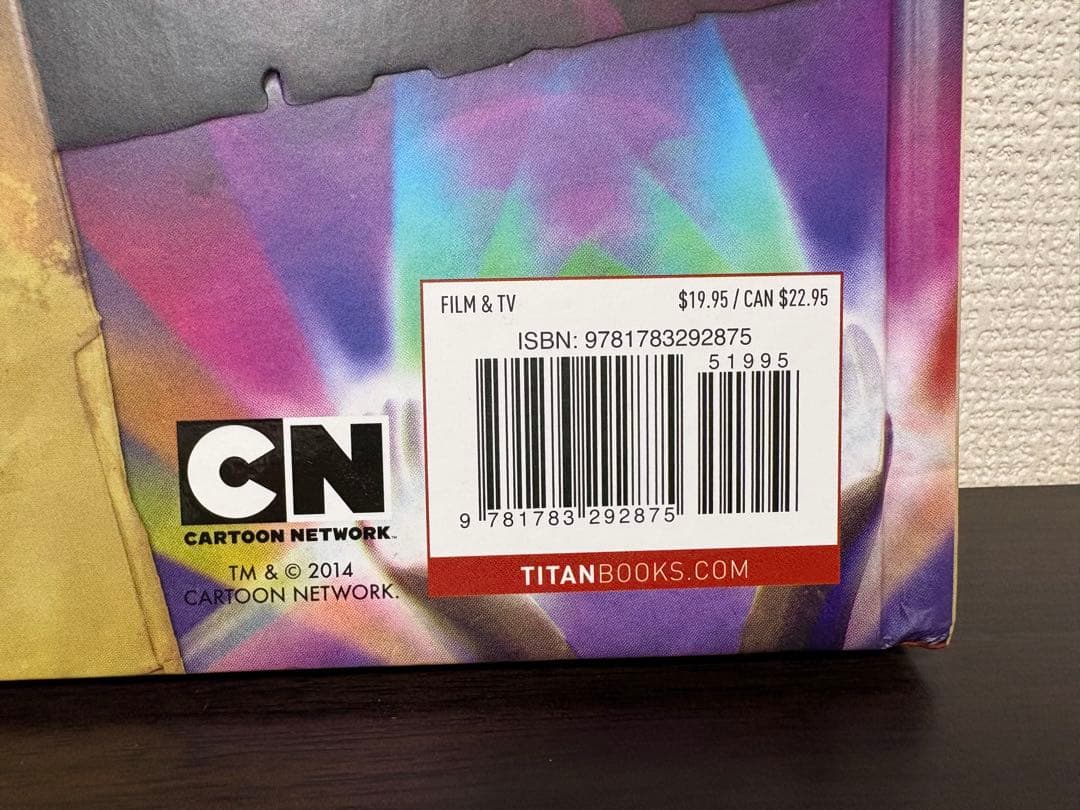 FILM & TV
$19.95 / CAN $22.95
ISBN: 9781783292875
51995
9 781783 292875
TITANBOOKS.COM
CN
CARTOON NETWORK™
TM & © 2014
CARTOON NETWORK.